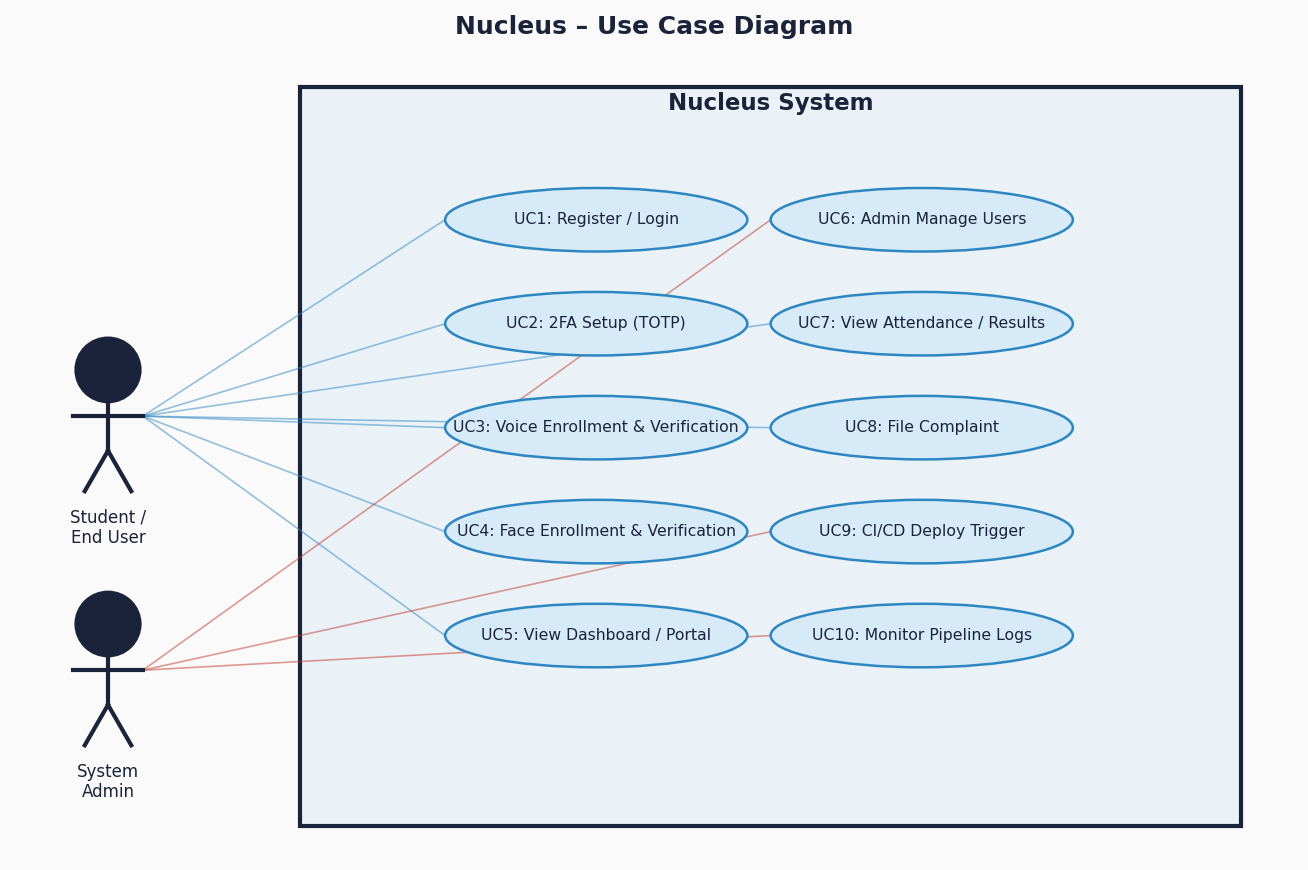 Nucleus – Use Case Diagram
Nucleus System
UC1: Register / Login
UC6: Admin Manage Users
UC2: 2FA Setup (TOTP)
UC7: View Attendance / Results
UC3: Voice Enrollment & Verification
UC8: File Complaint
UC4: Face Enrollment & Verification
UC9: CI/CD Deploy Trigger
UC5: View Dashboard / Portal
UC10: Monitor Pipeline Logs
Student /
End User
System
Admin